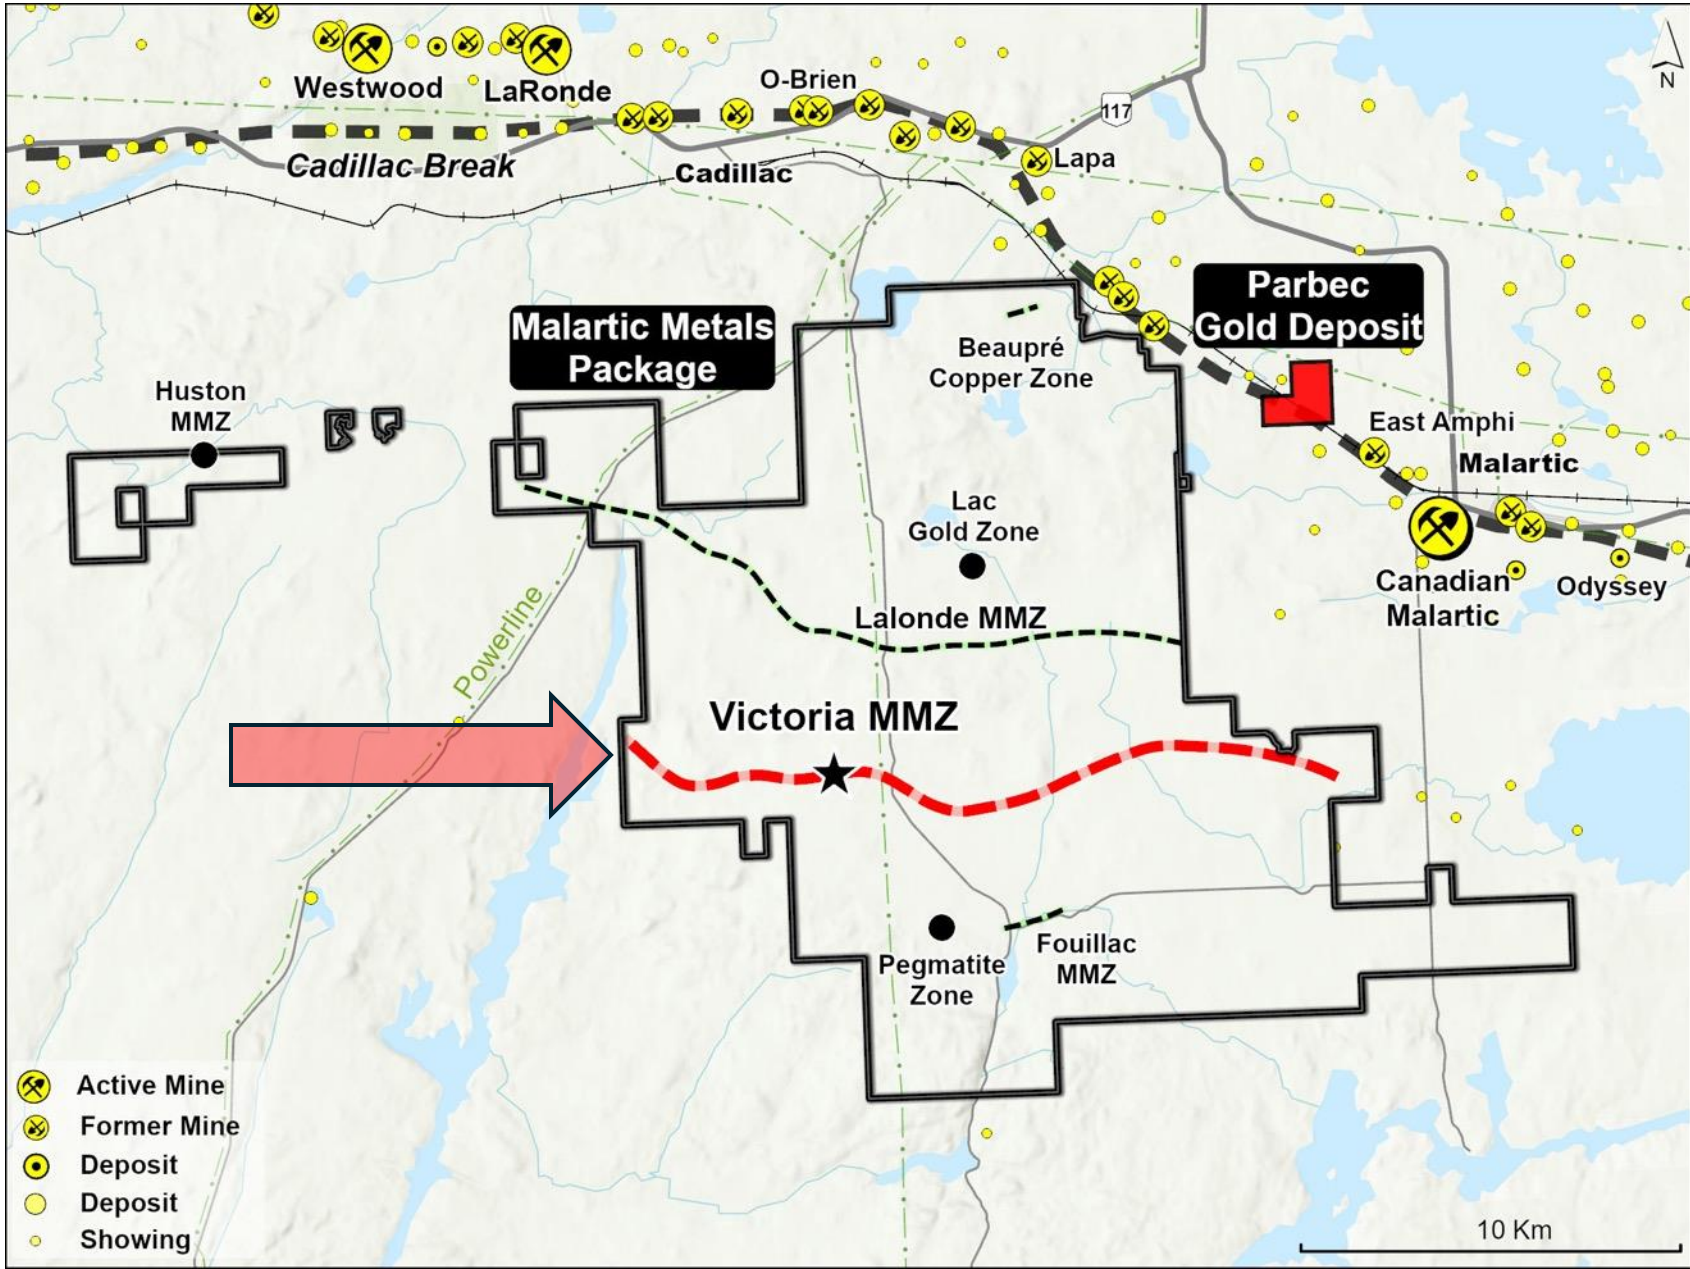 Westwood
LaRonde
O-Brien
117
Lapa
Cadillac Break
Cadillac
N
Parbec
Gold Deposit
Malartic Metals
Package
Beaupré
Copper Zone
Huston
MMZ
East Amphi
Malartic
Lac
Gold Zone
Canadian
Malartic
Odyssey
Lalonde MMZ
Powerline
Victoria MMZ
Pegmatite
Zone
Fouillac
MMZ
Active Mine
Former Mine
Deposit
Deposit
Showing
10 Km